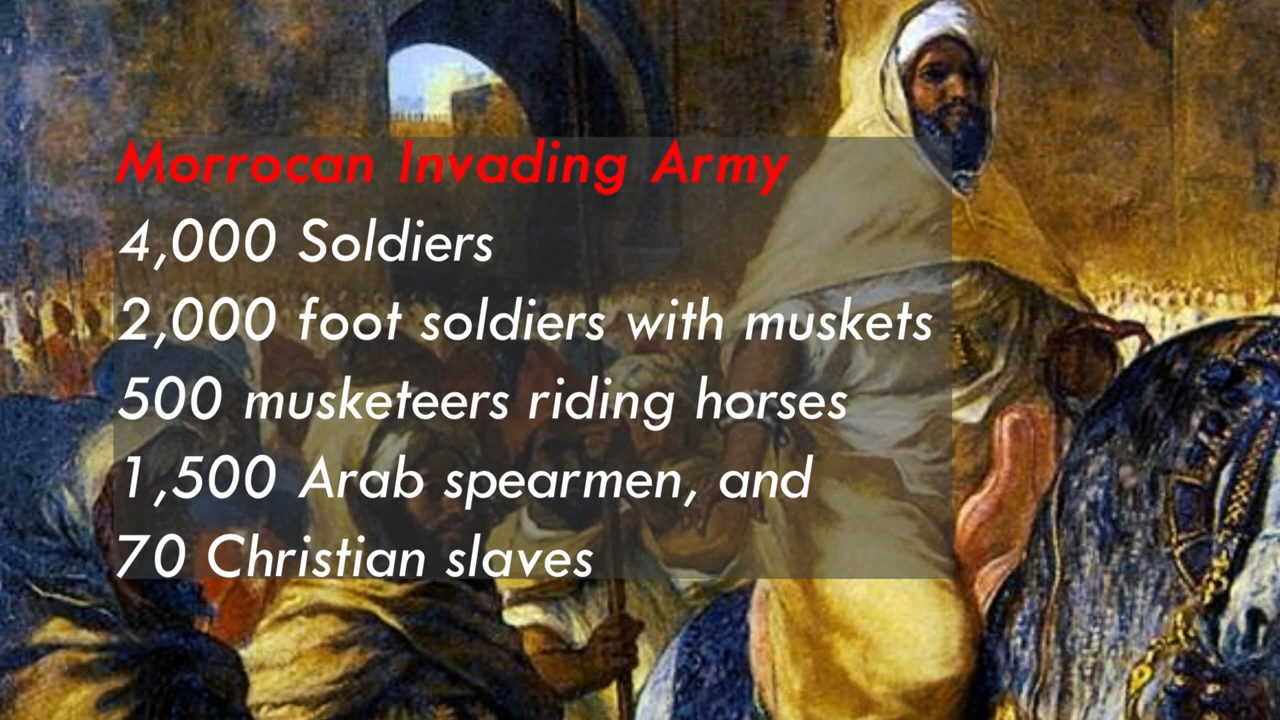 Morrocan Invading Army
4,000 Soldiers
2,000 foot soldiers with muskets
500 musketeers riding horses
1,500 Arab spearmen, and
70 Christian slaves